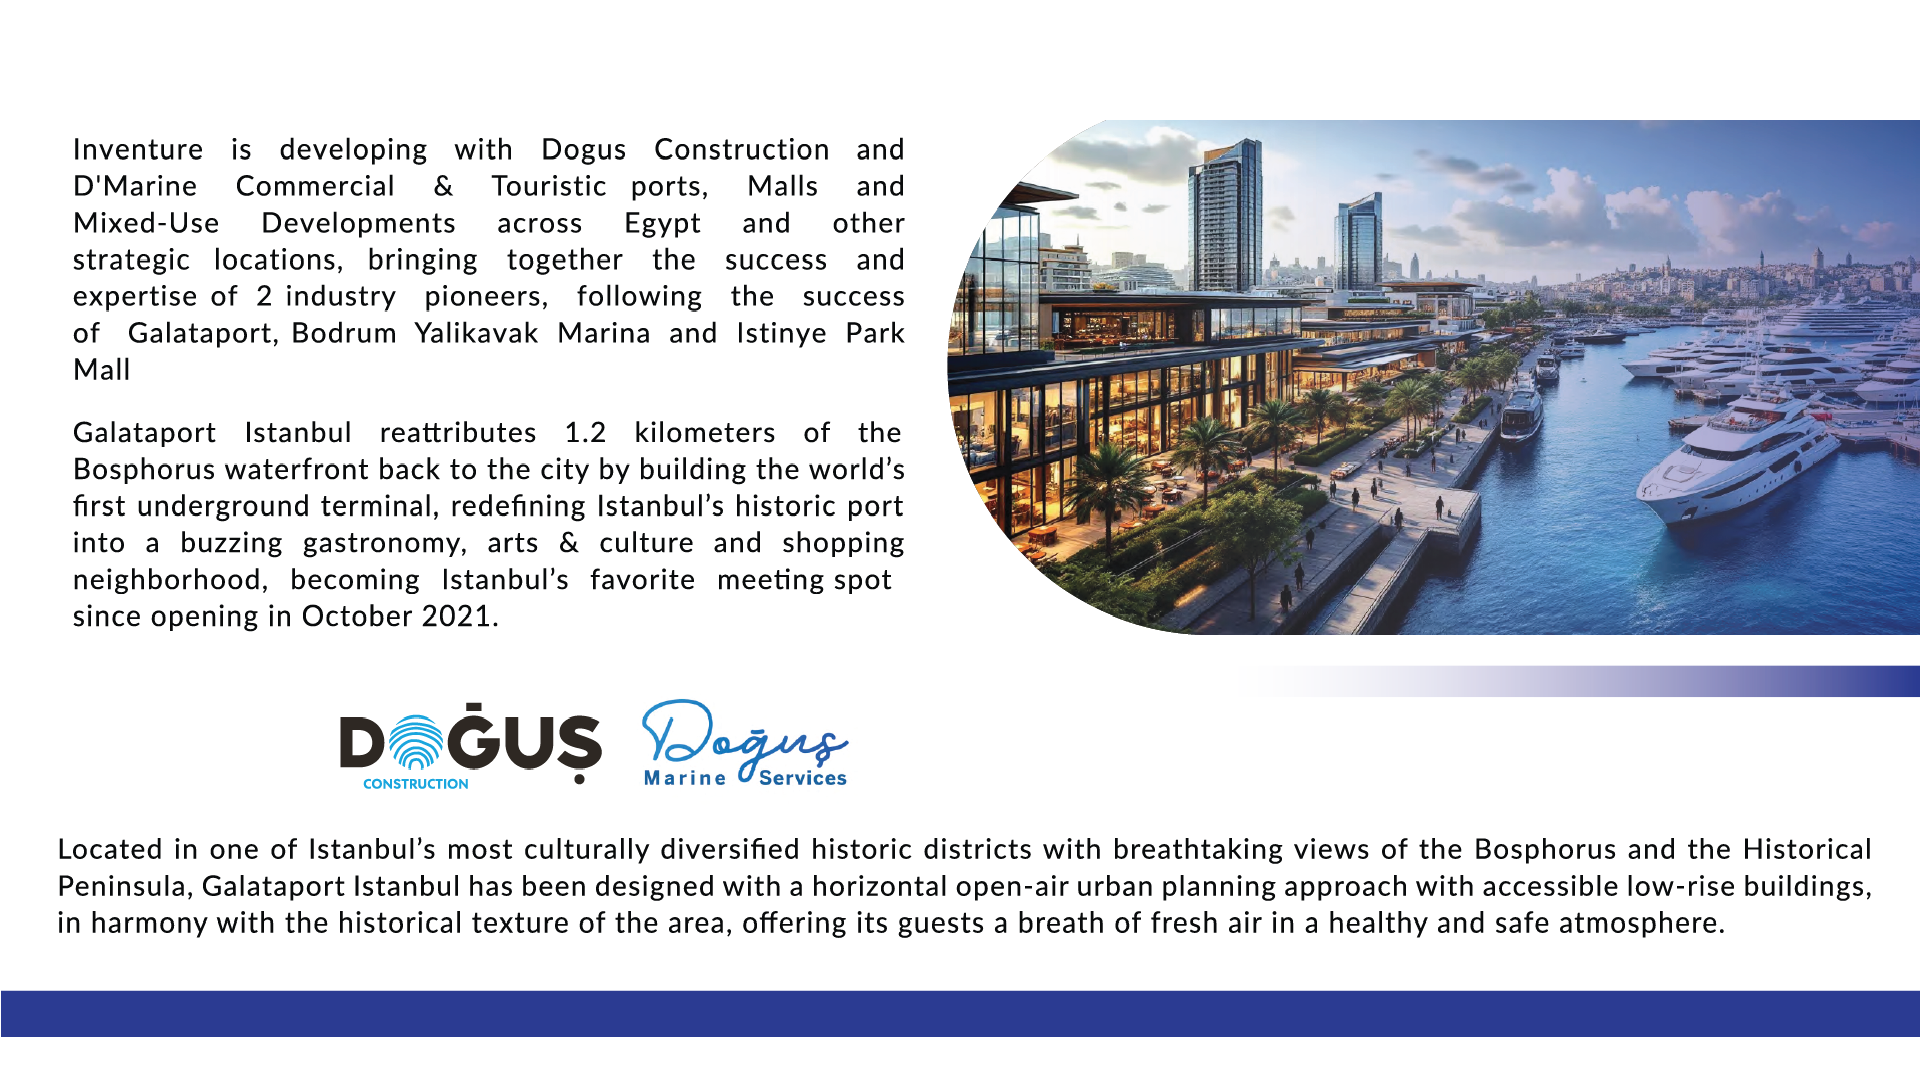 Inventure is developing with Dogus Construction and
D'Marine Commercial & Touristic ports, Malls and
Mixed-Use Developments across Egypt and other
strategic locations, bringing together the success and
expertise of 2 industry pioneers, following the success
of Galataport, Bodrum Yalikavak Marina and Istinye Park
Mall
Galataport Istanbul reattributes 1.2 kilometers of the
Bosphorus waterfront back to the city by building the world’s
first underground terminal, redefining Istanbul’s historic port
into a buzzing gastronomy, arts & culture and shopping
neighborhood, becoming Istanbul’s favorite meeting spot
since opening in October 2021.
DOĞUŞ
CONSTRUCTION
Doğuş
Marine Services
Located in one of Istanbul’s most culturally diversified historic districts with breathtaking views of the Bosphorus and the Historical
Peninsula, Galataport Istanbul has been designed with a horizontal open-air urban planning approach with accessible low-rise buildings,
in harmony with the historical texture of the area, offering its guests a breath of fresh air in a healthy and safe atmosphere.